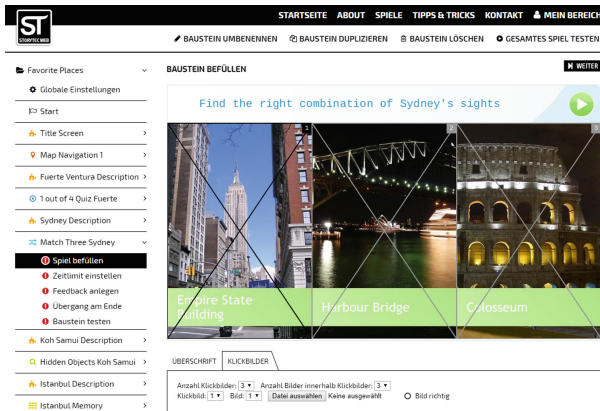 ST
STORYTEC WEB
STARTSEITE ABOUT SPIELE TIPPS & TRICKS KONTAKT MEIN BEREICH
BAUSTEIN UMBENENNEN BAUSTEIN DUPLIZIEREN BAUSTEIN LÖSCHEN GESAMTES SPIEL TESTEN
Favorite Places
Globale Einstellungen
Start
Title Screen
Map Navigation 1
Fuerte Ventura Description
1 out of 4 Quiz Fuerte
Sydney Description
Match Three Sydney
Spiel befüllen
Zeitlimit einstellen
Feedback anlegen
Übergang am Ende
Baustein testen
Koh Samui Description
Hidden Objects Koh Samui
Istanbul Description
Istanbul Memory
BAUSTEIN BEFÜLLEN
WEITER
Find the right combination of Sydney's sights
1 2 3
Empire State
Building
Harbour Bridge
Colosseum
ÜBERSCHRIFT KLICKBILDER
Anzahl Klickbilder: 3 Anzahl Bilder innerhalb Klickbilder: 3
Klickbild: 1 Bild: 1 Datei auswählen Keine ausgewählt Bild richtig